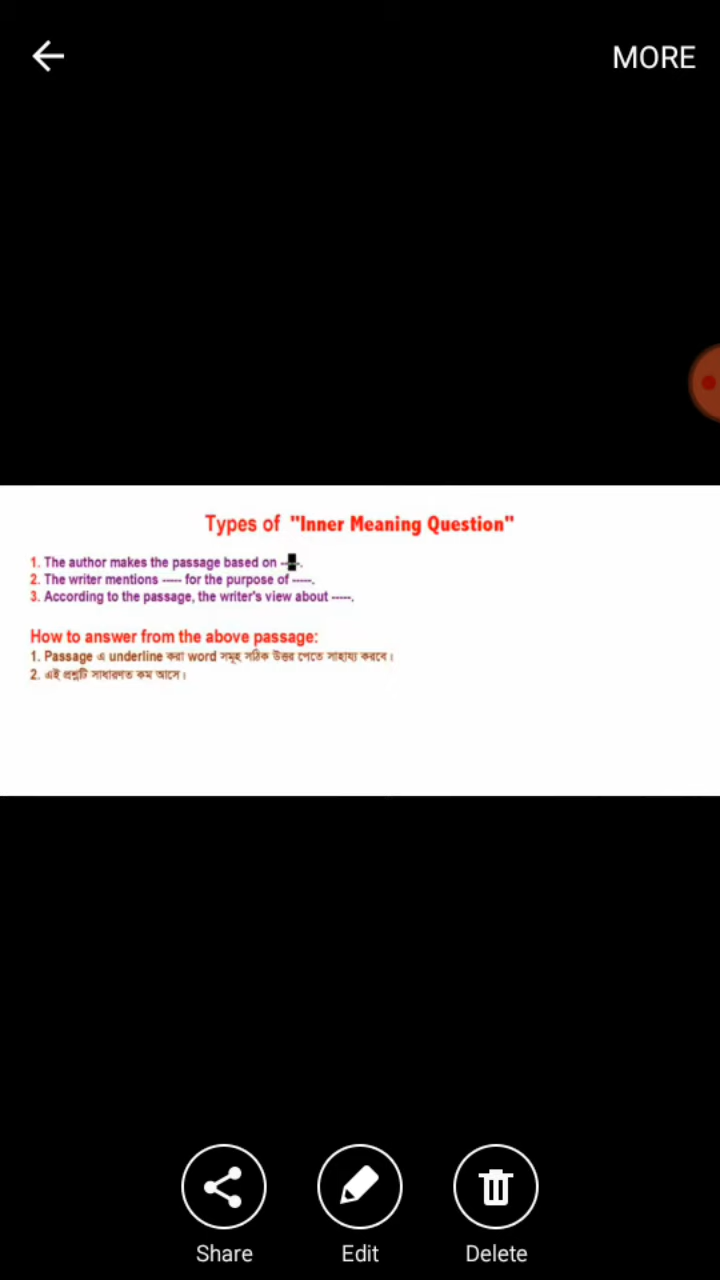 MORE
Types of "Inner Meaning Question"
1. The author makes the passage based on -----.
2. The writer mentions ----- for the purpose of -----.
3. According to the passage, the writer's view about -----.
How to answer from the above passage:
1. Passage এ underline করা word সমূহ সঠিক উত্তর পেতে সাহায্য করবে।
2. এই প্রশ্নটি সাধারণত কম আসে।
Share Edit Delete